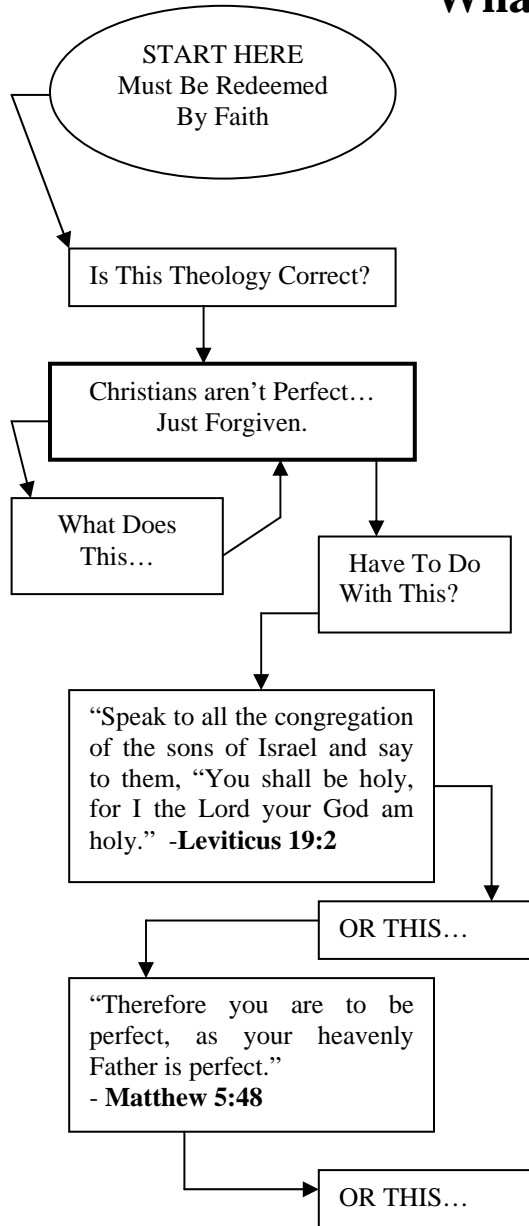 Wha
START HERE
Must Be Redeemed
By Faith
Is This Theology Correct?
Christians aren’t Perfect…
Just Forgiven.
What Does
This…
Have To Do
With This?
“Speak to all the congregation
of the sons of Israel and say
to them, “You shall be holy,
for I the Lord your God am
holy.” -Leviticus 19:2
OR THIS…
“Therefore you are to be
perfect, as your heavenly
Father is perfect.”
- Matthew 5:48
OR THIS…